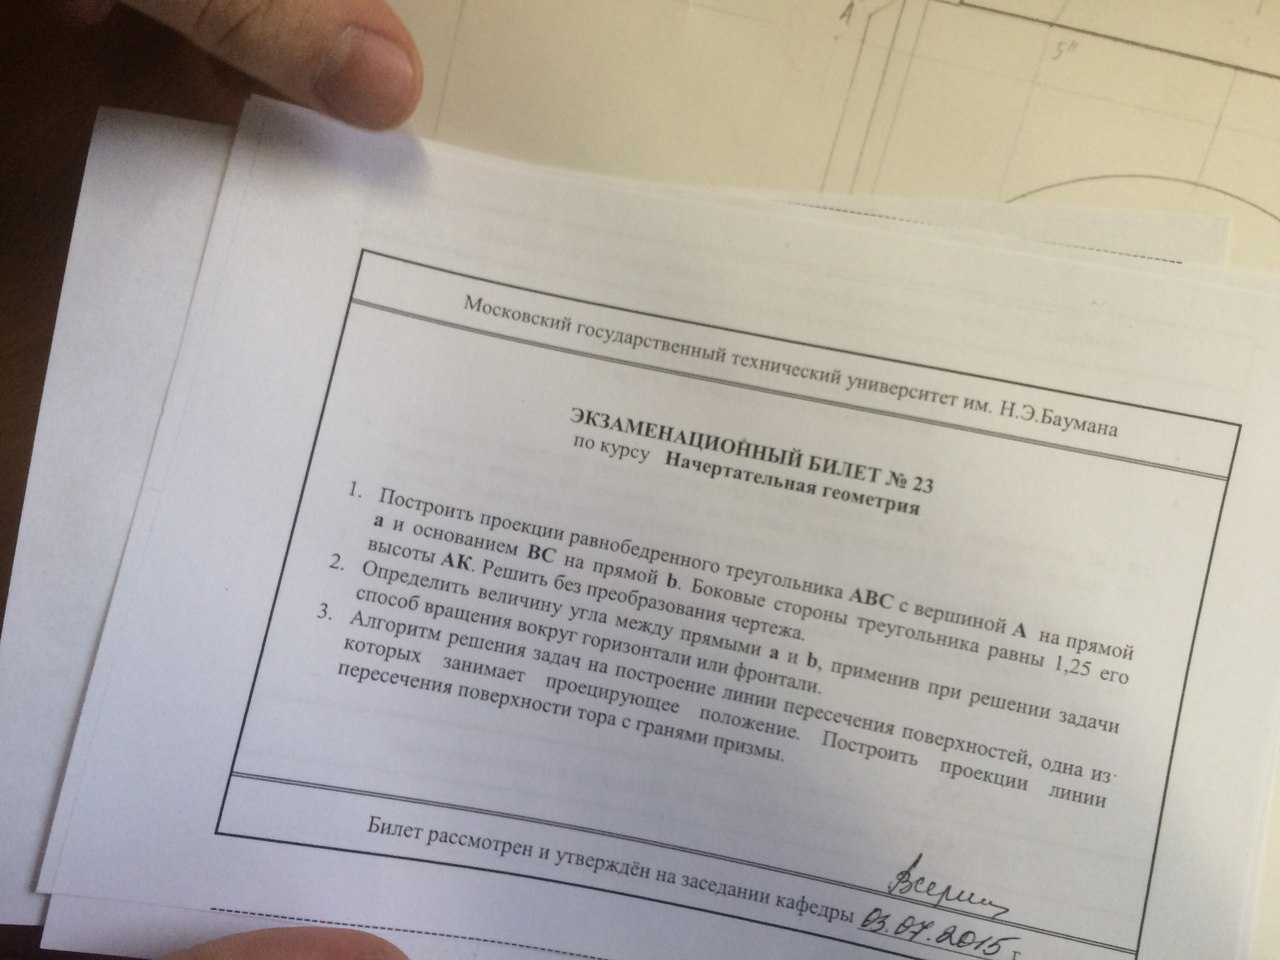 5"
Московский государственный технический университет им. Н.Э.Баумана
ЭКЗАМЕНАЦИОННЫЙ БИЛЕТ № 23
по курсу Начертательная геометрия
1. Построить проекции равнобедренного треугольника АВС с вершиной А на прямой
а и основанием ВС на прямой b. Боковые стороны треугольника равны 1,25 его
высоты АК. Решить без преобразования чертежа.
2. Определить величину угла между прямыми а и b, применив при решении задачи
способ вращения вокруг горизонтали или фронтали.
3. Алгоритм решения задач на построение линии пересечения поверхностей, одна из
которых занимает проецирующее положение. Построить проекции линии
пересечения поверхности тора с гранями призмы.
Билет рассмотрен и утверждён на заседании кафедры 03.07.2015 г